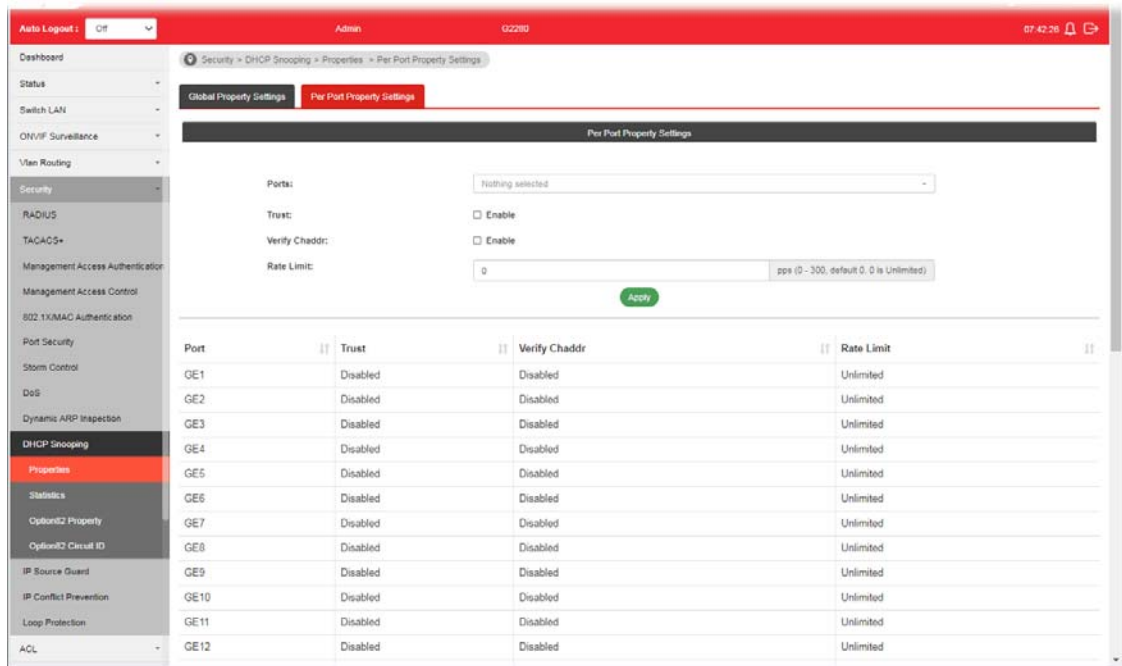 Auto Logout : Off Admin G2280 07:42:26
Dashboard
Status
Switch LAN
ONVIF Surveillance
Vlan Routing
Security
RADIUS
TACACS+
Management Access Authentication
Management Access Control
802.1X/MAC Authentication
Port Security
Storm Control
DoS
Dynamic ARP Inspection
DHCP Snooping
Properties
Statistics
Option82 Property
Option82 Circuit ID
IP Source Guard
IP Conflict Prevention
Loop Protection
ACL
Security » DHCP Snooping » Properties » Per Port Property Settings
Global Property Settings Per Port Property Settings
Per Port Property Settings
Ports: Nothing selected
Trust: Enable
Verify Chaddr: Enable
Rate Limit: 0 pps (0 - 300, default 0, 0 is Unlimited)
Apply
Port Trust Verify Chaddr Rate Limit
GE1 Disabled Disabled Unlimited
GE2 Disabled Disabled Unlimited
GE3 Disabled Disabled Unlimited
GE4 Disabled Disabled Unlimited
GE5 Disabled Disabled Unlimited
GE6 Disabled Disabled Unlimited
GE7 Disabled Disabled Unlimited
GE8 Disabled Disabled Unlimited
GE9 Disabled Disabled Unlimited
GE10 Disabled Disabled Unlimited
GE11 Disabled Disabled Unlimited
GE12 Disabled Disabled Unlimited